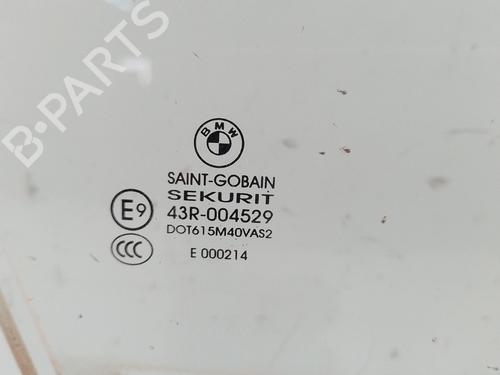 B-PARTS
BMW
SAINT-GOBAIN
SEKURIT
E9 43R-004529
DOT615M40VAS2
CCC
E 000214